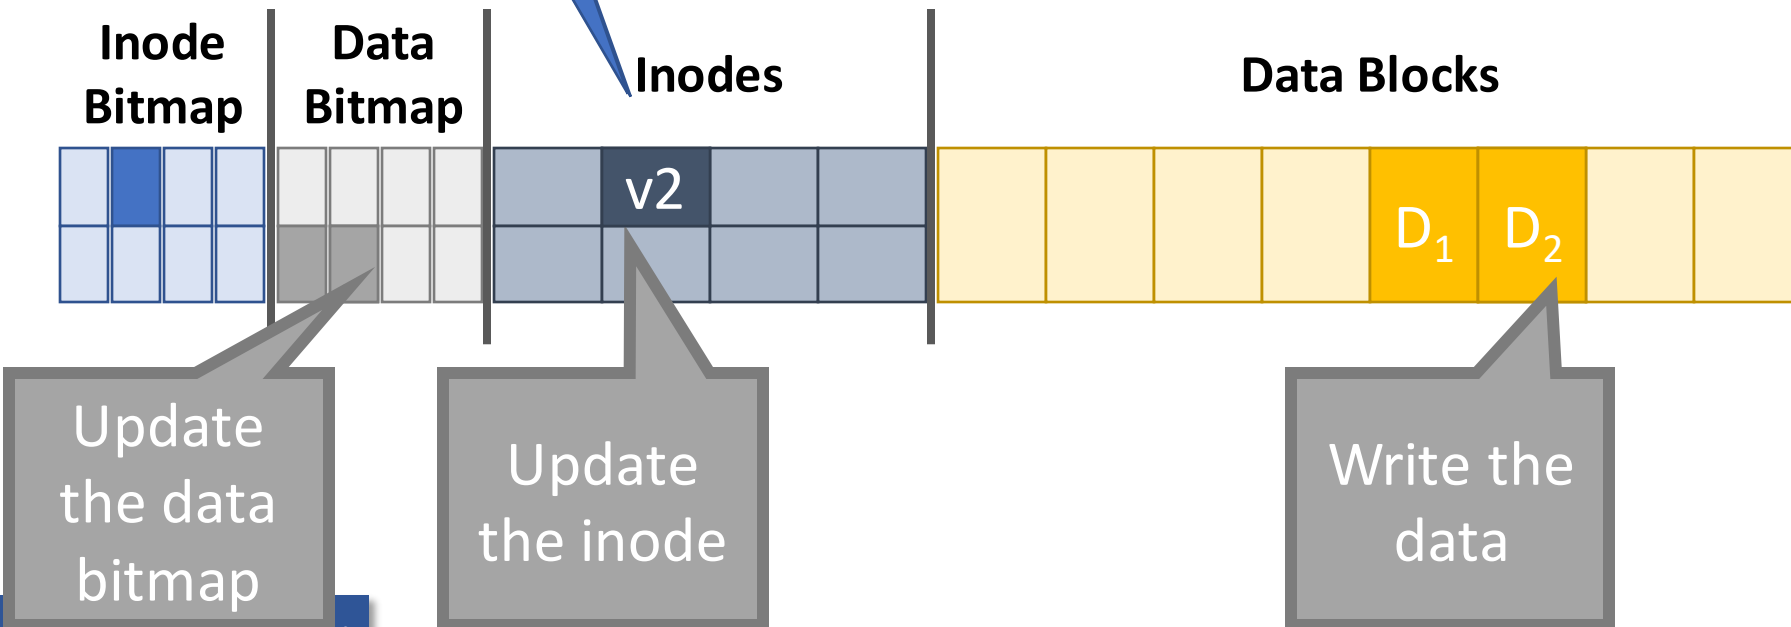 Inode
Bitmap
Data
Bitmap
Inodes
Data Blocks
v2
D₁
D₂
Update
the data
bitmap
Update
the inode
Write the
data